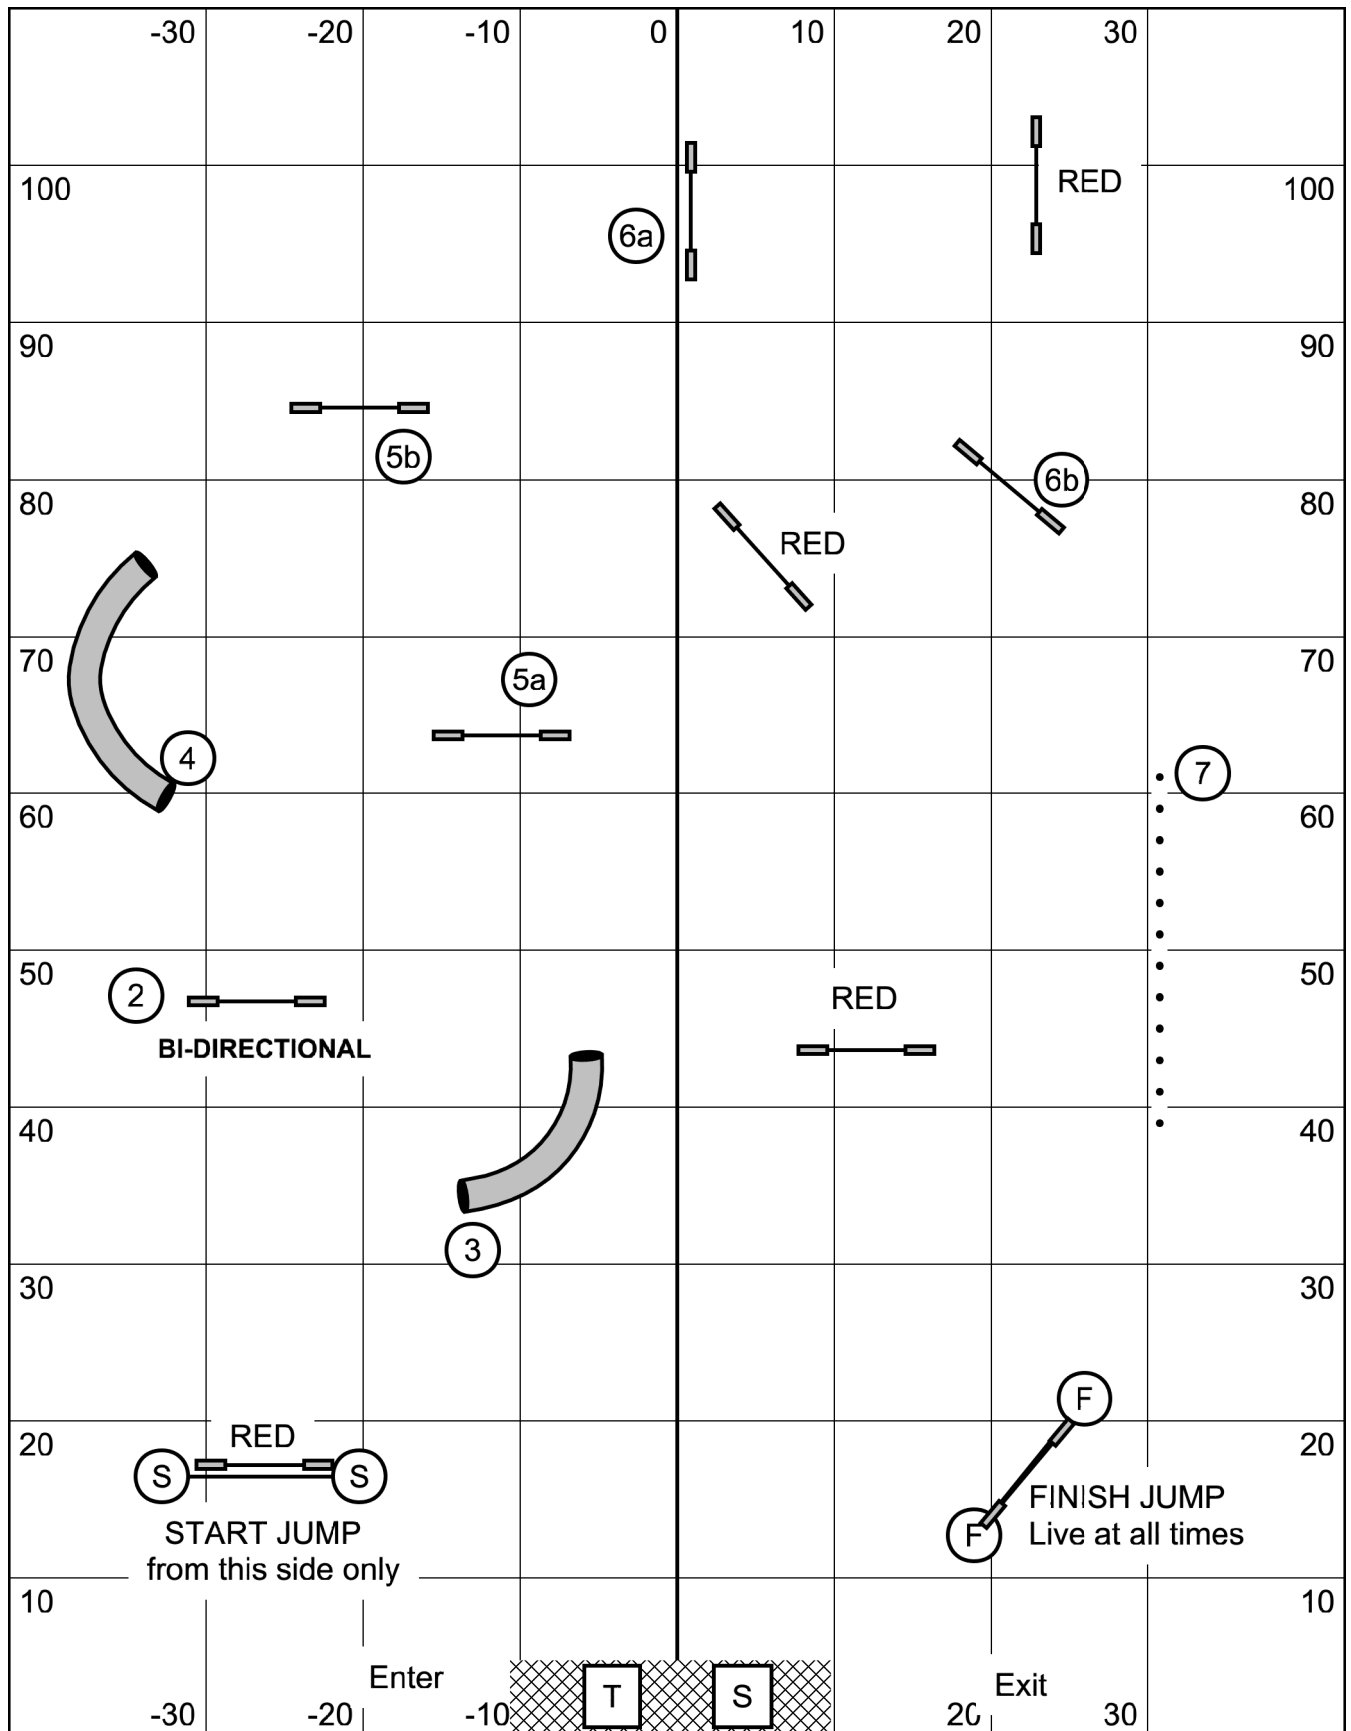 -30 -20 -10 0 10 20 30
RED
100 100
6a
90 90
5b
6b
80 80
RED
70 70
5a
4
7
60 60
50 50
2
RED
BI-DIRECTIONAL
40 40
3
30 30
F
RED
20 20
S S
FINISH JUMP
START JUMP
F
Live at all times
from this side only
10 10
Enter
Exit
T S
-30 -20 -10 20 30